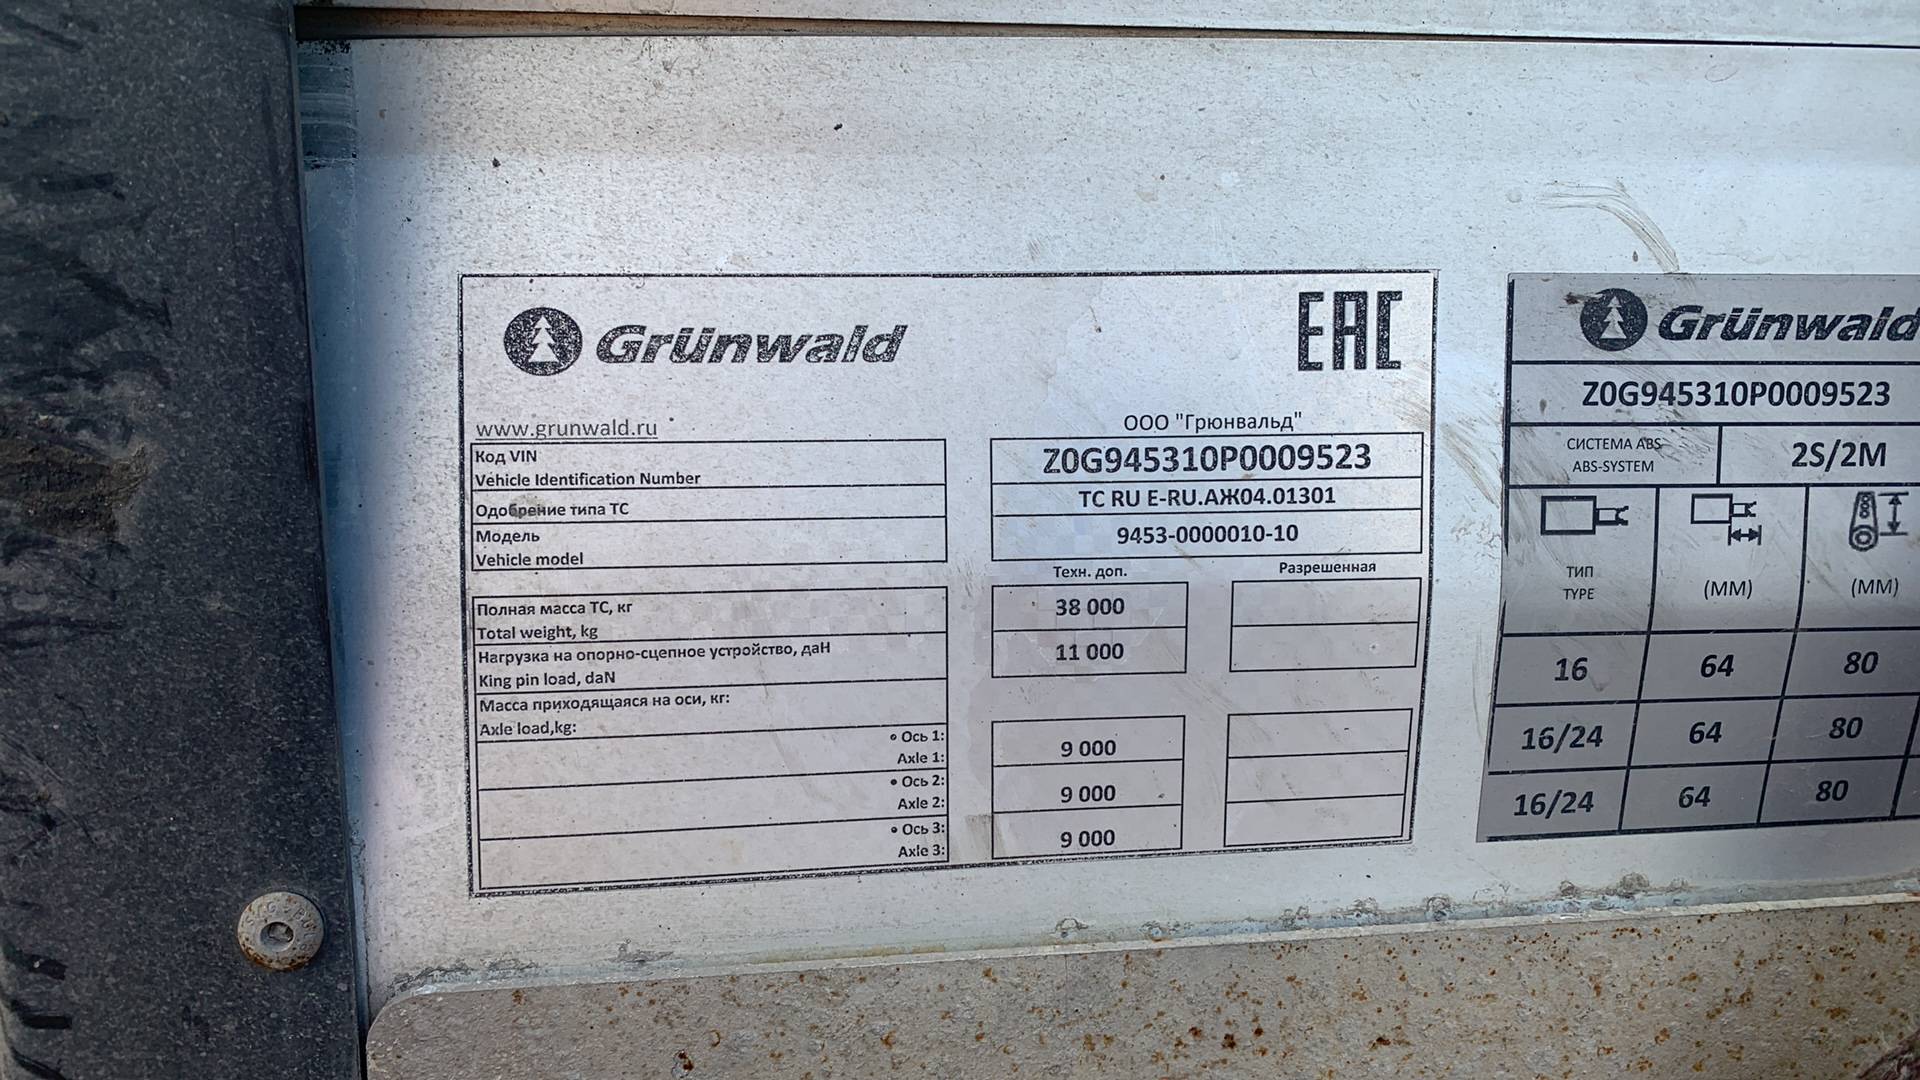 Grünwald
EAC
www.grunwald.ru
ООО "Грюнвальд"
Код VIN
Vehicle Identification Number
Z0G945310P0009523
Одобрение типа ТС
ТС RU E-RU.АЖ04.01301
Модель
Vehicle model
9453-0000010-10
Техн. доп.
Разрешенная
Полная масса ТС, кг
Total weight, kg
38 000
Нагрузка на опорно-сцепное устройство, даН
King pin load, daN
11 000
Масса приходящаяся на оси, кг:
Axle load,kg:
• Ось 1:
Axle 1:
9 000
• Ось 2:
Axle 2:
9 000
• Ось 3:
Axle 3:
9 000
Grünwald
Z0G945310P0009523
СИСТЕМА ABS
ABS-SYSTEM
2S/2M
ТИП
TYPE
(ММ)
(ММ)
16 64 80
16/24 64 80
16/24 64 80